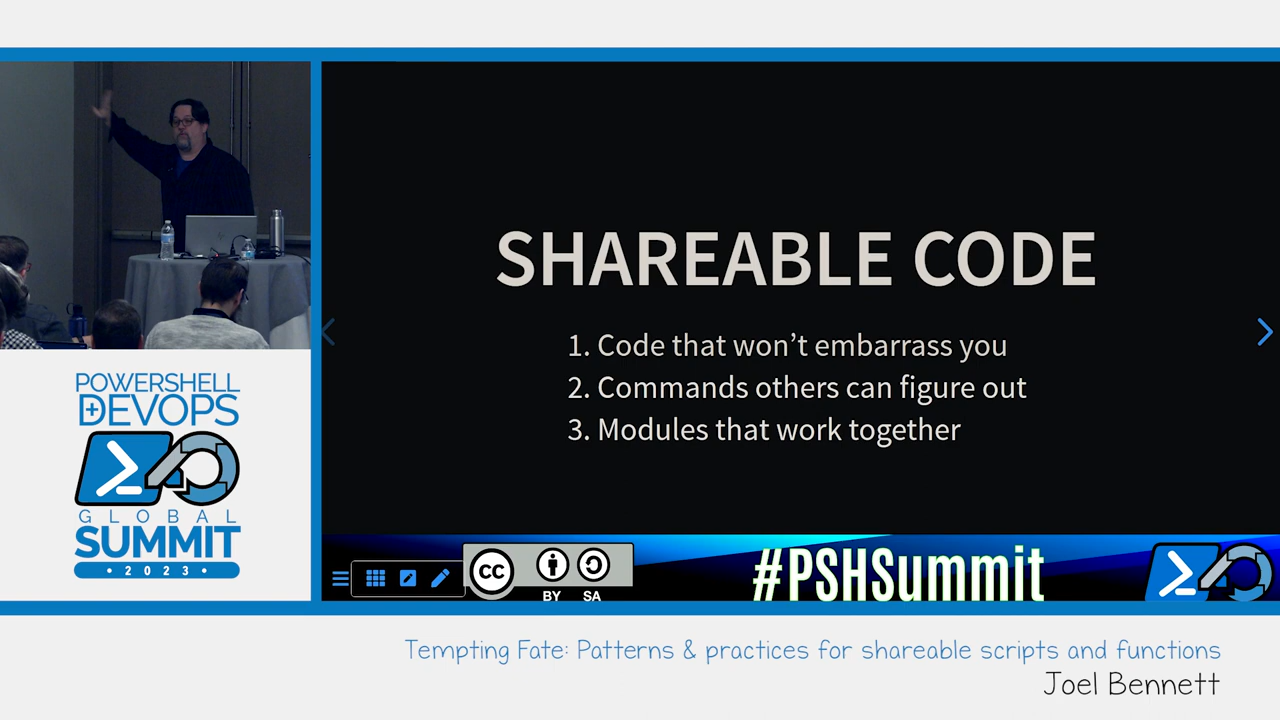 SHAREABLE CODE
1. Code that won’t embarrass you
2. Commands others can figure out
3. Modules that work together
POWERSHELL
+DEVOPS
GLOBAL
SUMMIT
• 2023 •
CC
BY SA
#PSHSummit
Tempting Fate: Patterns & practices for shareable scripts and functions
Joel Bennett